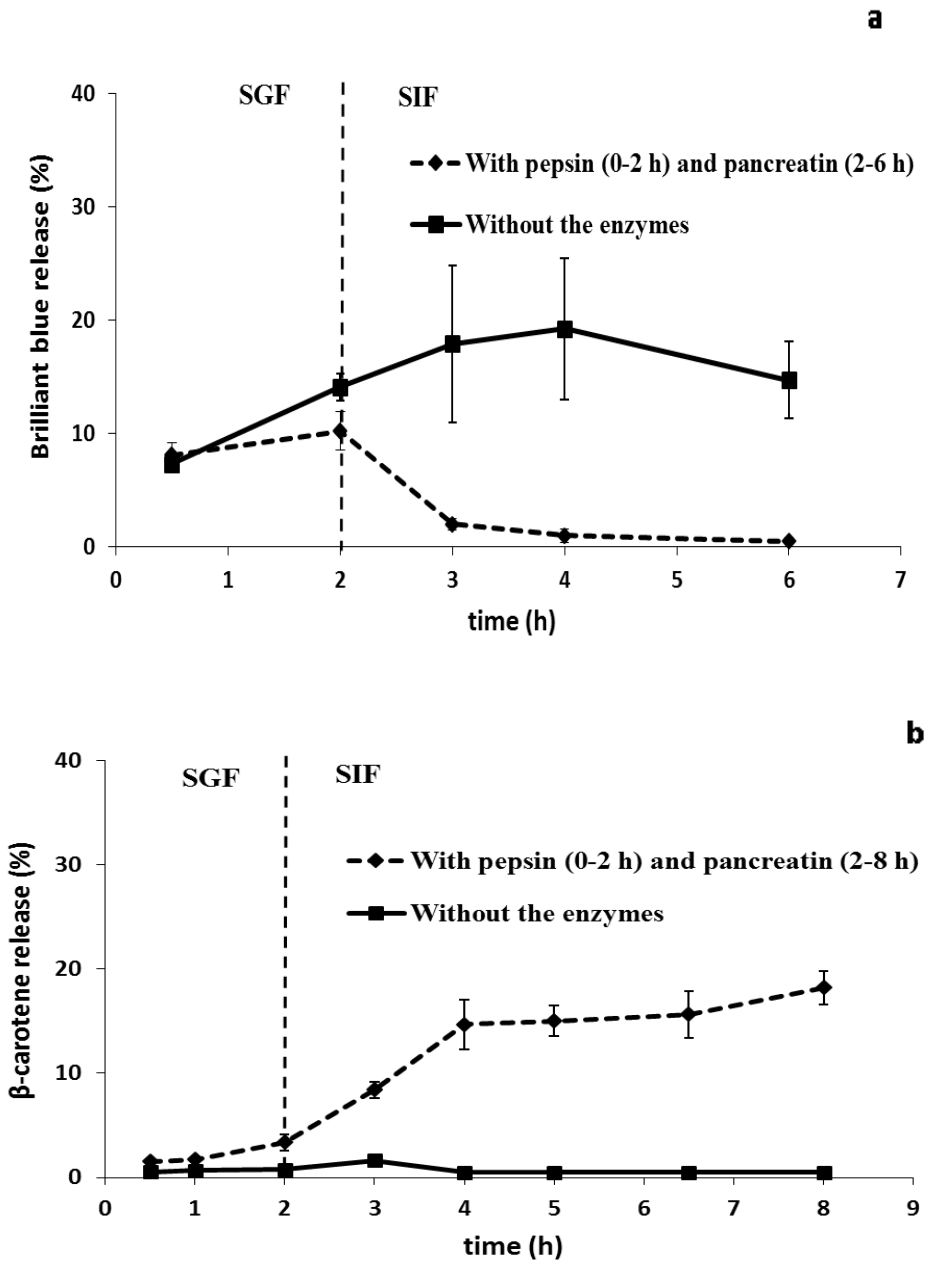 a
40
SGF
SIF
With pepsin (0-2 h) and pancreatin (2-6 h)
30
Without the enzymes
20
10
0
0 1 2 3 4 5 6 7
Brilliant blue release (%)
time (h)
b
40
SGF
SIF
30
With pepsin (0-2 h) and pancreatin (2-8 h)
Without the enzymes
20
10
0
0 1 2 3 4 5 6 7 8 9
β-carotene release (%)
time (h)